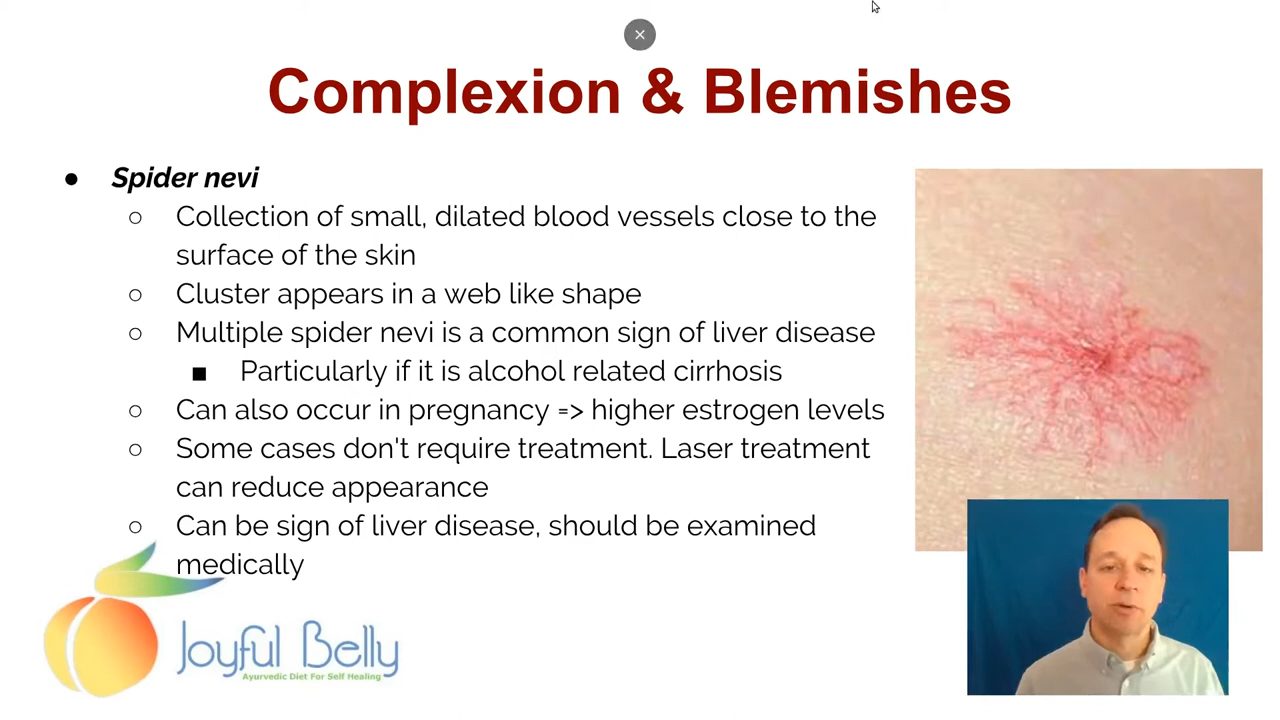 Complexion & Blemishes
● Spider nevi
○ Collection of small, dilated blood vessels close to the
surface of the skin
○ Cluster appears in a web like shape
○ Multiple spider nevi is a common sign of liver disease
■ Particularly if it is alcohol related cirrhosis
○ Can also occur in pregnancy => higher estrogen levels
○ Some cases don't require treatment. Laser treatment
can reduce appearance
○ Can be sign of liver disease, should be examined
medically
Joyful Belly
Ayurvedic Diet For Self Healing